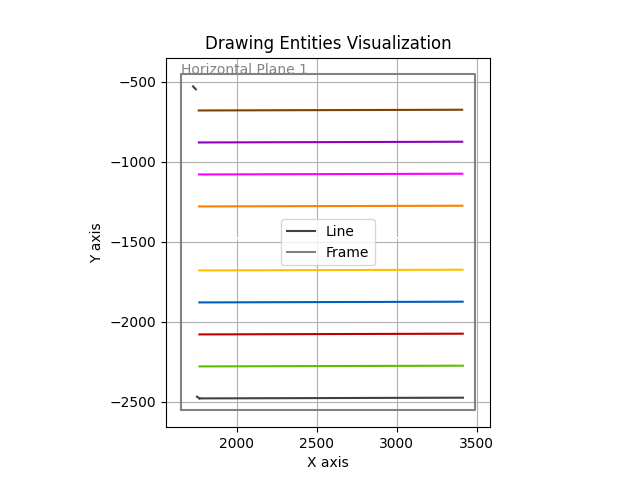 Drawing Entities Visualization
Horizontal Plane 1
−500
−1000
−1500
−2000
−2500
Y axis
Line
Frame
2000
2500
3000
3500
X axis